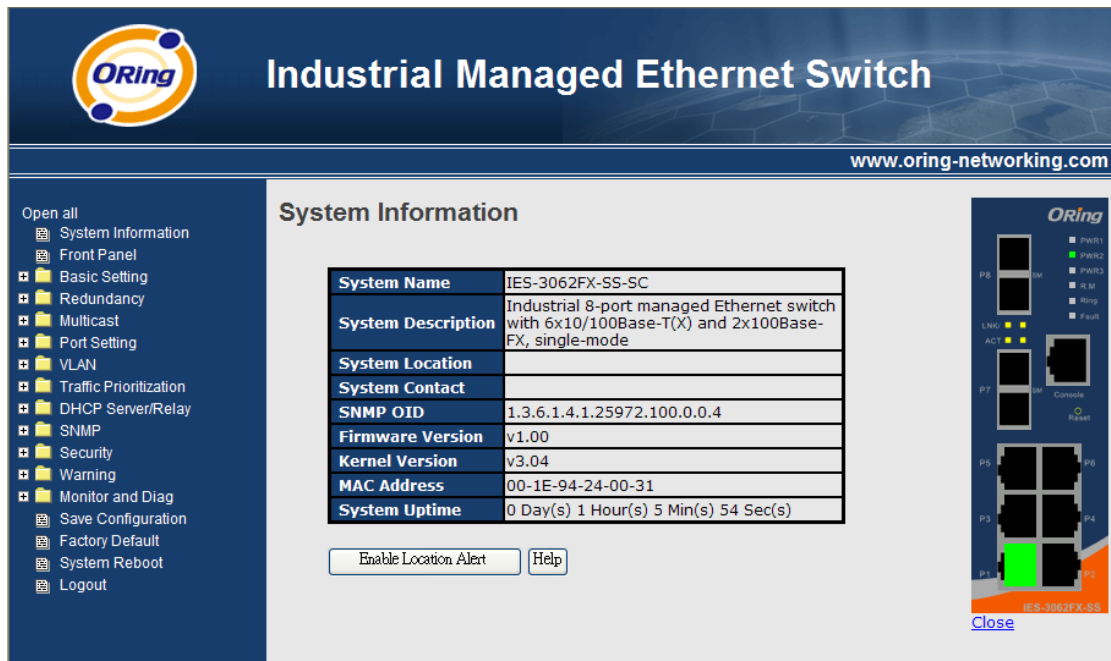 ORing
Industrial Managed Ethernet Switch
www.oring-networking.com
Open all
System Information
Front Panel
Basic Setting
Redundancy
Multicast
Port Setting
VLAN
Traffic Prioritization
DHCP Server/Relay
SNMP
Security
Warning
Monitor and Diag
Save Configuration
Factory Default
System Reboot
Logout
System Information
System Name IES-3062FX-SS-SC
System Description Industrial 8-port managed Ethernet switch
with 6x10/100Base-T(X) and 2x100Base-
FX, single-mode
System Location
System Contact
SNMP OID 1.3.6.1.4.1.25972.100.0.0.4
Firmware Version v1.00
Kernel Version v3.04
MAC Address 00-1E-94-24-00-31
System Uptime 0 Day(s) 1 Hour(s) 5 Min(s) 54 Sec(s)
Enable Location Alert Help
ORing
PWR1
PWR2
PWR3
R.M
Ring
Fault
P8 SM
LNK/
ACT
P7 SM
Console
Reset
P5 P6
P3 P4
P1 P2
IES-3062FX-SS
Close